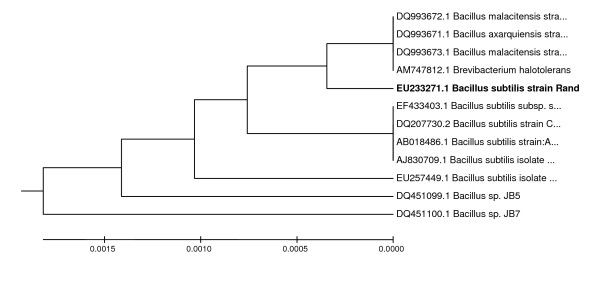 DQ993672.1 Bacillus malacitensis stra...
DQ993671.1 Bacillus axarquiensis stra...
DQ993673.1 Bacillus malacitensis stra...
AM747812.1 Brevibacterium halotolerans
EU233271.1 Bacillus subtilis strain Rand
EF433403.1 Bacillus subtilis subsp. s...
DQ207730.2 Bacillus subtilis strain C...
AB018486.1 Bacillus subtilis strain:A...
AJ830709.1 Bacillus subtilis isolate ...
EU257449.1 Bacillus subtilis isolate ...
DQ451099.1 Bacillus sp. JB5
DQ451100.1 Bacillus sp. JB7
0.0015 0.0010 0.0005 0.0000